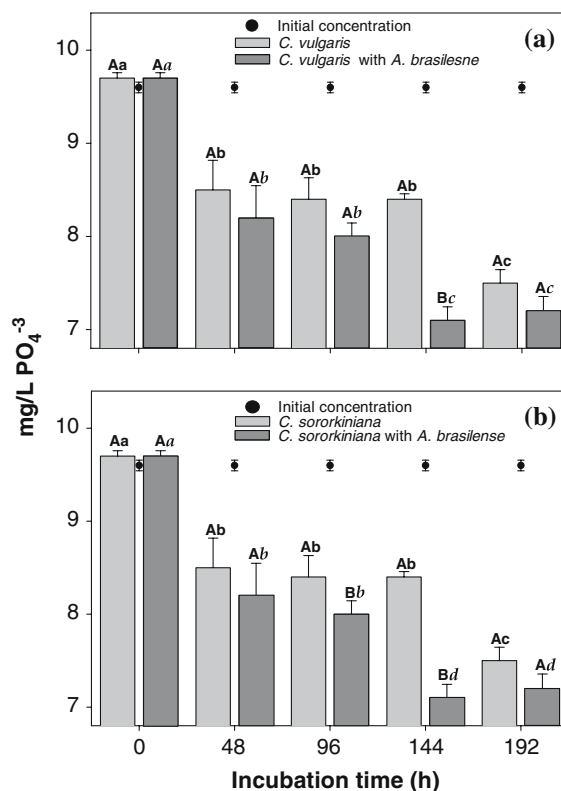 Initial concentration
C. vulgaris
C. vulgaris with A. brasilesne
(a)
10
9
8
7
Aa Aa
Ab Ab
Ab Ab
Ab Bc
Ac Ac
mg/L PO4-3
Initial concentration
C. sororkiniana
C. sororkiniana with A. brasilense
(b)
10
9
8
7
Aa Aa
Ab Ab
Ab Bb
Ab Bd
Ac Ad
0 48 96 144 192
Incubation time (h)